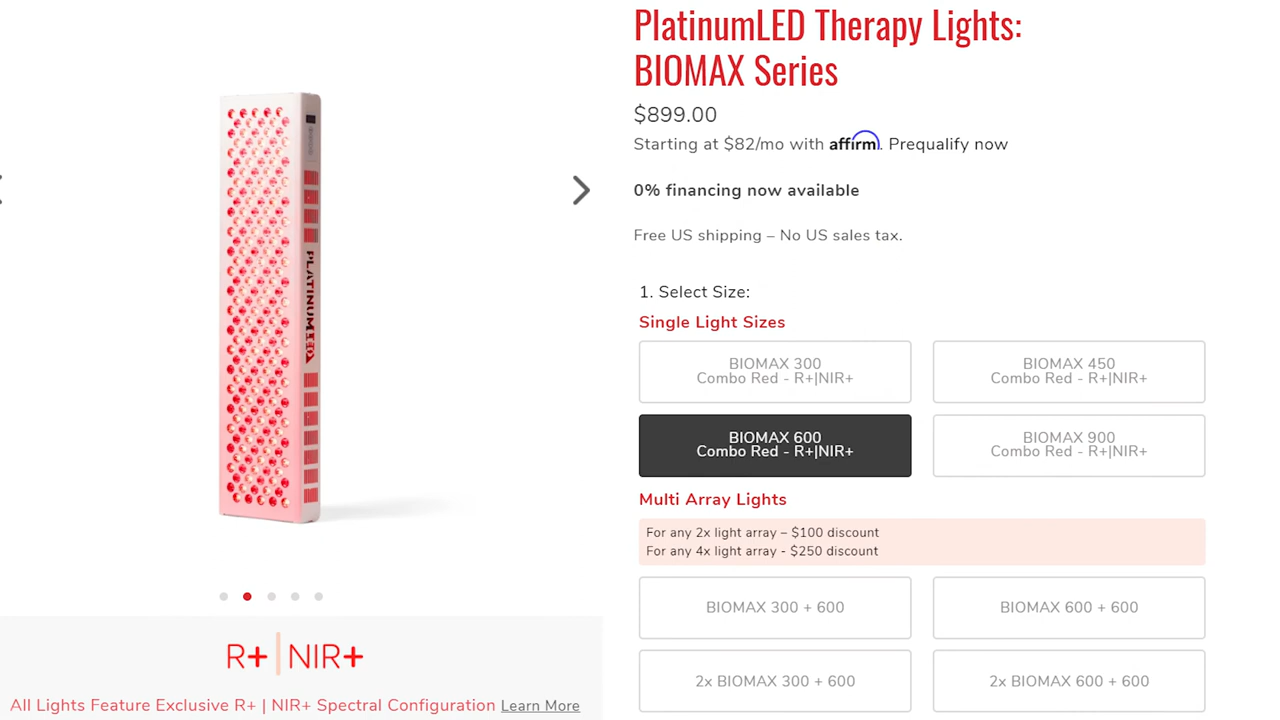 PlatinumLED Therapy Lights:
BIOMAX Series
$899.00
Starting at $82/mo with affirm. Prequalify now
0% financing now available
Free US shipping – No US sales tax.
1. Select Size:
Single Light Sizes
BIOMAX 300
Combo Red - R+|NIR+
BIOMAX 450
Combo Red - R+|NIR+
BIOMAX 600
Combo Red - R+|NIR+
BIOMAX 900
Combo Red - R+|NIR+
Multi Array Lights
For any 2x light array – $100 discount
For any 4x light array - $250 discount
BIOMAX 300 + 600
BIOMAX 600 + 600
2x BIOMAX 300 + 600
2x BIOMAX 600 + 600
PLATINUMLED
R+ | NIR+
All Lights Feature Exclusive R+ | NIR+ Spectral Configuration Learn More